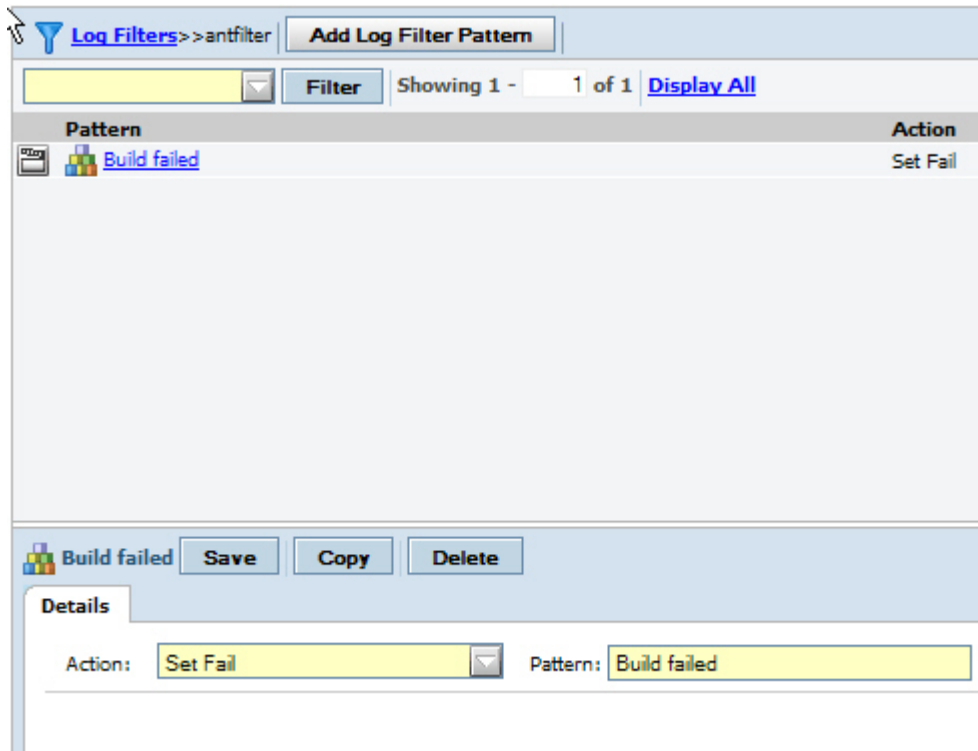 Log Filters>>antfilter Add Log Filter Pattern
Filter Showing 1 - 1 of 1 Display All
Pattern Action
Build failed Set Fail
Build failed Save Copy Delete
Details
Action: Set Fail Pattern: Build failed